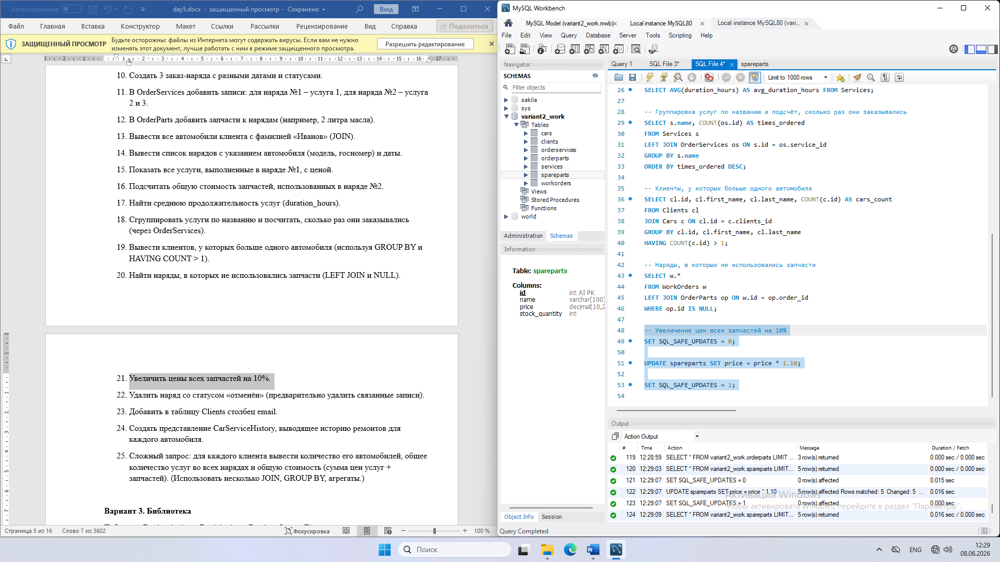 Автосохранение
day5.docx - защищенный просмотр - Сохранено
Вход
Файл Главная Вставка Конструктор Макет Ссылки Рассылки Рецензирование Вид Справка Поделиться
ЗАЩИЩЕННЫЙ ПРОСМОТР
Будьте осторожны: файлы из Интернета могут содержать вирусы. Если вам не нужно
изменять этот документ, лучше работать с ним в режиме защищенного просмотра.
Разрешить редактирование
10. Создать 3 заказ-наряда с разными датами и статусами.
11. В OrderServices добавить записи: для наряда №1 – услуга 1, для наряда №2 – услуга
2 и 3.
12. В OrderParts добавить запчасти к нарядам (например, 2 литра масла).
13. Вывести все автомобили клиента с фамилией «Иванов» (JOIN).
14. Вывести список нарядов с указанием автомобиля (модель, госномер) и даты.
15. Показать все услуги, выполненные в наряде №1, с ценой.
16. Подсчитать общую стоимость запчастей, использованных в наряде №2.
17. Найти среднюю продолжительность услуг (duration_hours).
18. Сгруппировать услуги по названию и посчитать, сколько раз они заказывались
(через OrderServices).
19. Вывести клиентов, у которых больше одного автомобиля (используя GROUP BY и
HAVING COUNT > 1).
20. Найти наряды, в которых не использовались запчасти (LEFT JOIN и NULL).
21. Увеличить цены всех запчастей на 10%.
22. Удалить наряд со статусом «отменён» (предварительно удалить связанные записи).
23. Добавить в таблицу Clients столбец email.
24. Создать представление CarServiceHistory, выводящее историю ремонтов для
каждого автомобиля.
25. Сложный запрос: для каждого клиента вывести количество его автомобилей, общее
количество услуг во всех нарядах и общую стоимость (сумма цен услуг +
запчастей). (Использовать несколько JOIN, GROUP BY, агрегаты.)
Вариант 3. Библиотека
Страница 5 из 16 Слово 7 из 3602 Фокусировка 100 %
MySQL Workbench
MySQL Model (variant2_work.mwb) Local instance MySQL80 Local instance MySQL80 (vari...
File Edit View Query Database Server Tools Scripting Help
Navigator
SCHEMAS
Filter objects
sakila
sys
variant2_work
Tables
cars
clients
orderservices
orderparts
services
spareparts
workorders
Views
Stored Procedures
Functions
world
Administration Schemas
Information
Table: spareparts
Columns:
id int AI PK
name varchar(100)
price decimal(10,2
stock_quantity int
Object Info Session
Query 1 SQL File 3* SQL File 4* spareparts
Limit to 1000 rows
26 SELECT AVG(duration_hours) AS avg_duration_hours FROM Services;
27
28 -- Группировка услуг по названию и подсчёт, сколько раз они заказывались
29 SELECT s.name, COUNT(os.id) AS times_ordered
30 FROM Services s
31 LEFT JOIN OrderServices os ON s.id = os.service_id
32 GROUP BY s.name
33 ORDER BY times_ordered DESC;
34
35 -- Клиенты, у которых больше одного автомобиля
36 SELECT cl.id, cl.first_name, cl.last_name, COUNT(c.id) AS cars_count
37 FROM Clients cl
38 JOIN Cars c ON cl.id = c.clients_id
39 GROUP BY cl.id, cl.first_name, cl.last_name
40 HAVING COUNT(c.id) > 1;
41
42 -- Наряды, в которых не использовались запчасти
43 SELECT w.*
44 FROM WorkOrders w
45 LEFT JOIN OrderParts op ON w.id = op.order_id
46 WHERE op.id IS NULL;
47
48 -- Увеличение цен всех запчастей на 10%
49 SET SQL_SAFE_UPDATES = 0;
50
51 UPDATE spareparts SET price = price * 1.10;
52
53 SET SQL_SAFE_UPDATES = 1;
54
Output
Action Output
# Time Action Message Duration / Fetch
119 12:28:59 SELECT * FROM variant2_work.orderparts LIMIT ... 3 row(s) returned 0.000 sec / 0.000 sec
120 12:29:03 SELECT * FROM variant2_work.spareparts LIMIT... 5 row(s) returned 0.000 sec / 0.000 sec
121 12:29:07 SET SQL_SAFE_UPDATES = 0 0 row(s) affected 0.015 sec
122 12:29:07 UPDATE spareparts SET price = price * 1.10 5 row(s) affected Rows matched: 5 Changed: 5 ... 0.016 sec
123 12:29:07 SET SQL_SAFE_UPDATES = 1 0 row(s) affected 0.000 sec
124 12:29:09 SELECT * FROM variant2_work.spareparts LIMIT... 5 row(s) returned 0.016 sec / 0.000 sec
Активация Windows
Чтобы активировать Windows, перейдите в раздел "Параметры".
Query Completed
Поиск
ENG
12:29
08.06.2026